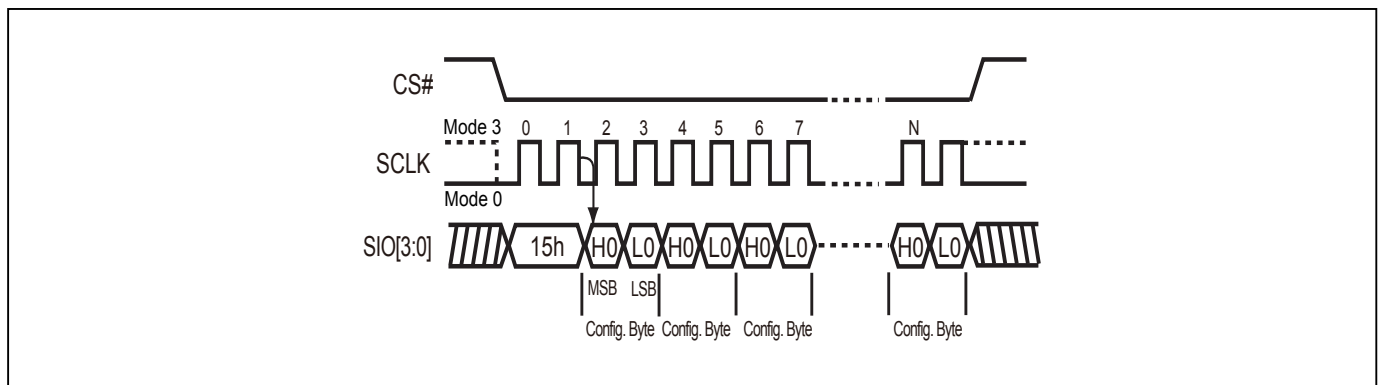 CS#
Mode 3 0 1 2 3 4 5 6 7 N
SCLK
Mode 0
SIO[3:0] 15h H0 L0 H0 L0 H0 L0 H0 L0
MSB LSB
Config. Byte Config. Byte Config. Byte Config. Byte